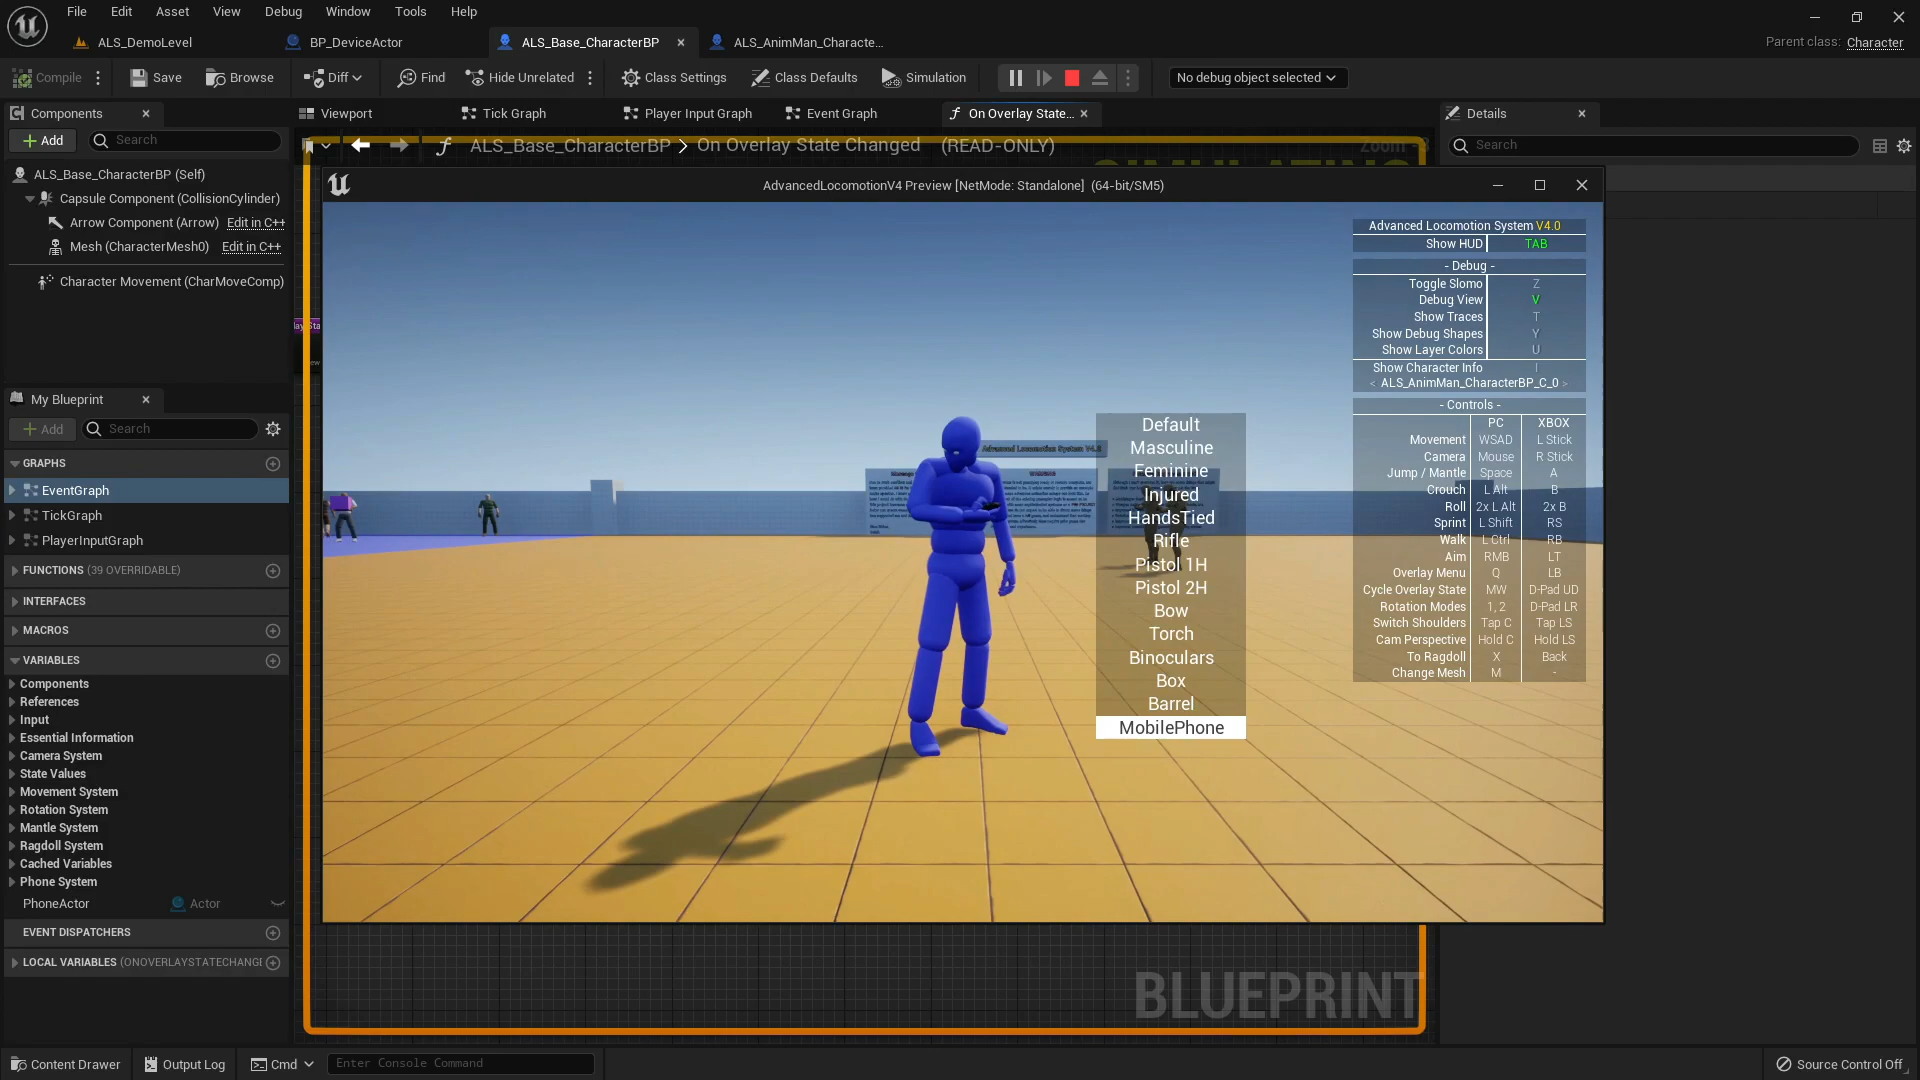 File Edit Asset View Debug Window Tools Help
ALS_DemoLevel BP_DeviceActor ALS_Base_CharacterBP ALS_AnimMan_Characte...
Parent class: Character
Compile Save Browse Diff Find Hide Unrelated Class Settings Class Defaults Simulation No debug object selected
Components
Add Search
ALS_Base_CharacterBP (Self)
Capsule Component (CollisionCylinder)
Arrow Component (Arrow) Edit in C++
Mesh (CharacterMesh0) Edit in C++
Character Movement (CharMoveComp)
My Blueprint
Add Search
GRAPHS
EventGraph
TickGraph
PlayerInputGraph
FUNCTIONS (39 OVERRIDABLE)
INTERFACES
MACROS
VARIABLES
Components
References
Input
Essential Information
Camera System
State Values
Movement System
Rotation System
Mantle System
Ragdoll System
Cached Variables
Phone System
PhoneActor Actor
EVENT DISPATCHERS
LOCAL VARIABLES (ONOVERLAYSTATECHANGE
Viewport Tick Graph Player Input Graph Event Graph On Overlay State...
ALS_Base_CharacterBP > On Overlay State Changed (READ-ONLY)
Zoom -3
SIMULATING
AdvancedLocomotionV4 Preview [NetMode: Standalone] (64-bit/SM5)
Advanced Locomotion System V4.0
Show HUD TAB
- Debug -
Toggle Slomo Z
Debug View V
Show Traces T
Show Debug Shapes Y
Show Layer Colors U
Show Character Info I
< ALS_AnimMan_CharacterBP_C_0 >
- Controls -
PC XBOX
Movement WSAD L Stick
Camera Mouse R Stick
Jump / Mantle Space A
Crouch L Alt B
Roll 2x L Alt 2x B
Sprint L Shift RS
Walk L Ctrl RB
Aim RMB LT
Overlay Menu Q LB
Cycle Overlay State MW D-Pad UD
Rotation Modes 1, 2 D-Pad LR
Switch Shoulders Tap C Tap LS
Cam Perspective Hold C Hold LS
To Ragdoll X Back
Change Mesh M -
Advanced Locomotion System V4.0
Default
Masculine
Feminine
Injured
HandsTied
Rifle
Pistol 1H
Pistol 2H
Bow
Torch
Binoculars
Box
Barrel
MobilePhone
BLUEPRINT
Details
Search
Content Drawer Output Log Cmd Enter Console Command Source Control Off